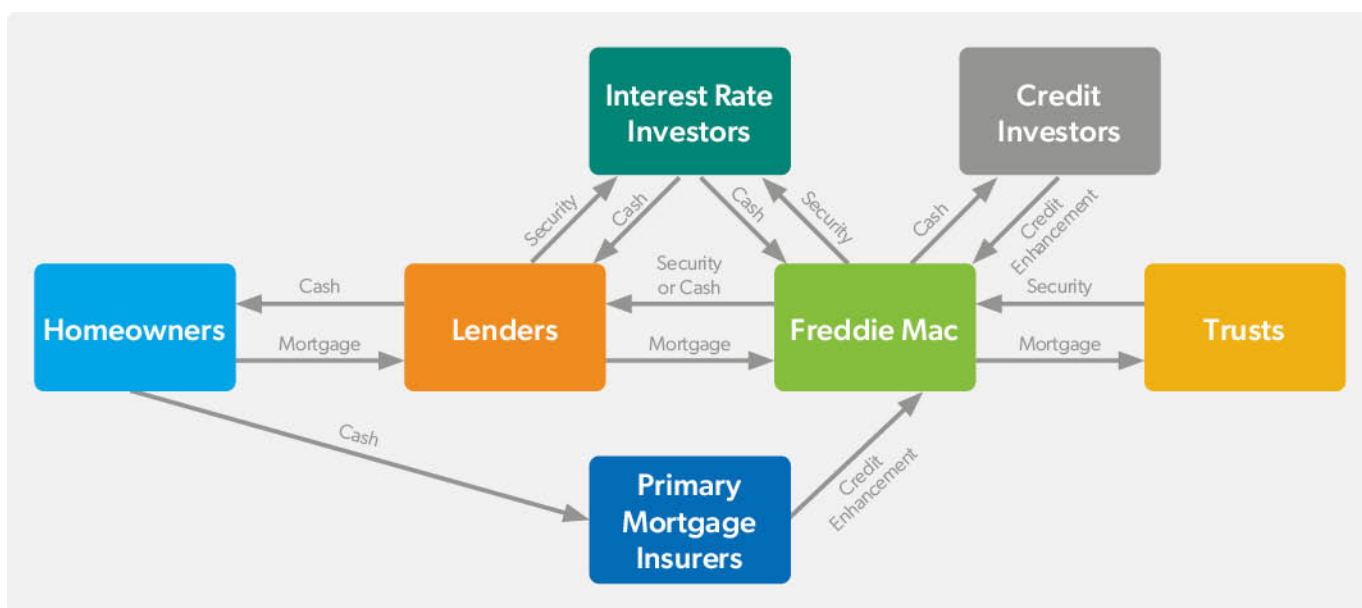 Interest Rate
Investors
Credit
Investors
Security
Cash
Cash
Security
Cash
Credit
Enhancement
Homeowners
Cash
Mortgage
Lenders
Security
or Cash
Mortgage
Freddie Mac
Security
Mortgage
Trusts
Cash
Primary
Mortgage
Insurers
Credit
Enhancement